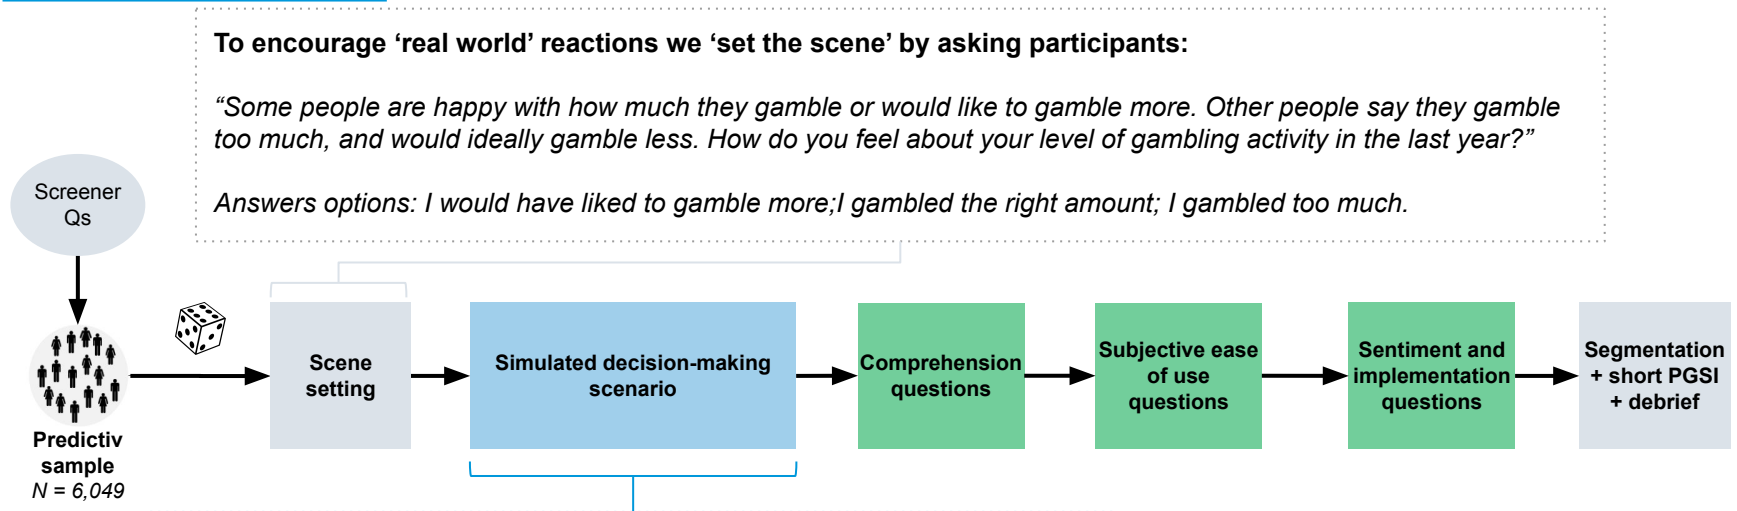 To encourage ‘real world’ reactions we ‘set the scene’ by asking participants:
“Some people are happy with how much they gamble or would like to gamble more. Other people say they gamble
too much, and would ideally gamble less. How do you feel about your level of gambling activity in the last year?”
Answers options: I would have liked to gamble more;I gambled the right amount; I gambled too much.
Screener
Qs
Predictiv
sample
N = 6,049
Scene
setting
Simulated decision-making
scenario
Comprehension
questions
Subjective ease
of use
questions
Sentiment and
implementation
questions
Segmentation
+ short PGSI
+ debrief